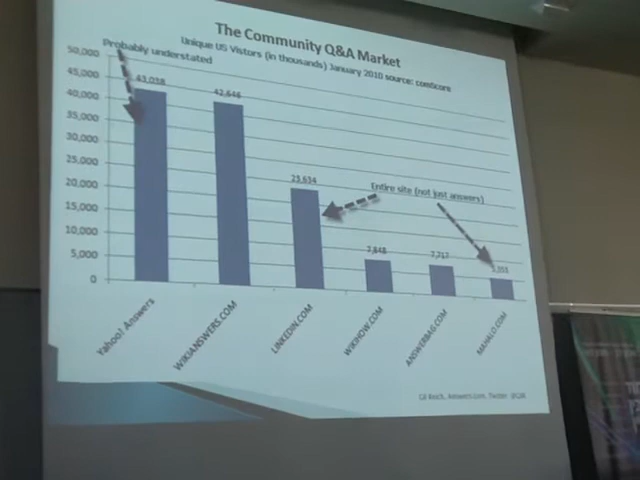 The Community Q&A Market
Unique US Vistors (in thousands) January 2010 source: comScore
Probably understated
50,000
45,000
40,000
35,000
30,000
25,000
20,000
15,000
10,000
5,000
0
43,038
42,646
23,634
7,848
7,717
Entire site (not just answers)
Yahoo! Answers
WIKIANSWERS.COM
LINKEDIN.COM
WIKIHOW.COM
ANSWERBAG.COM
MAHALO.COM
Answers.com, Twitter